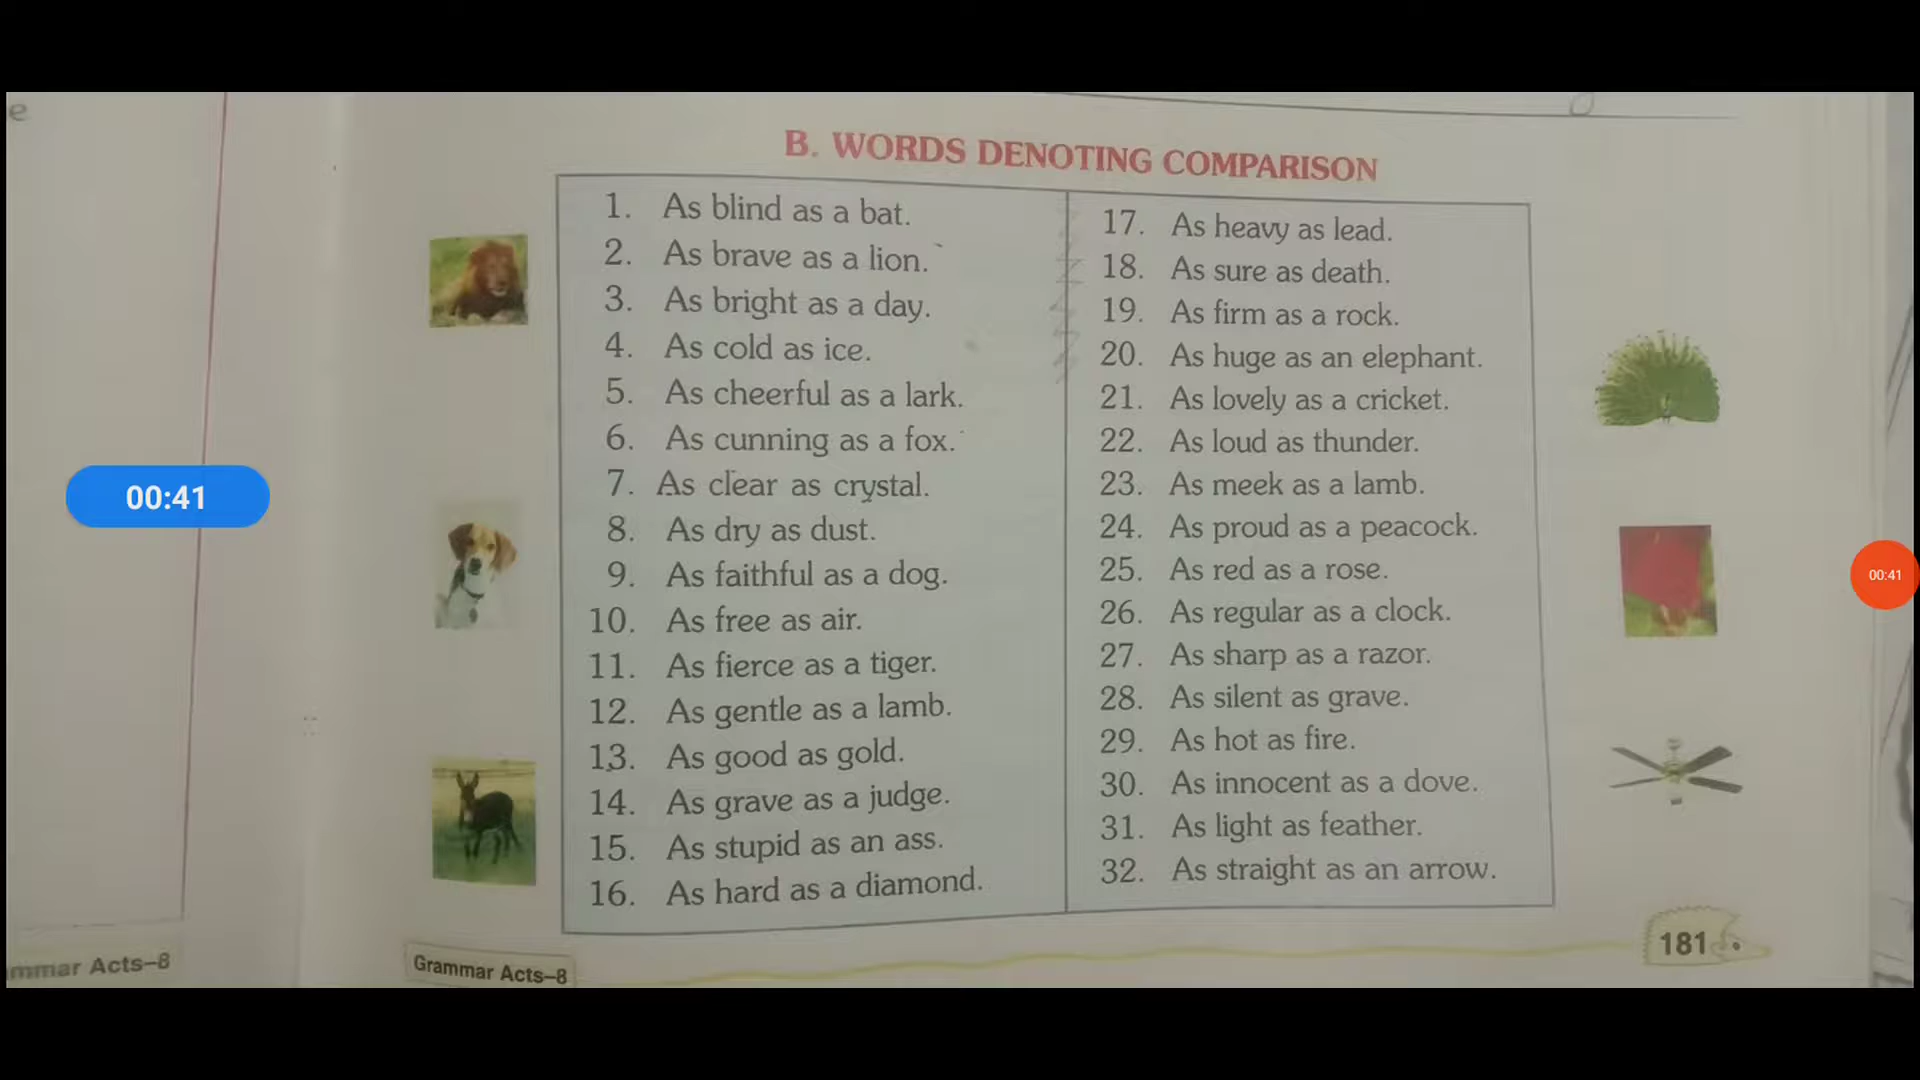 e
B. WORDS DENOTING COMPARISON
1. As blind as a bat.
2. As brave as a lion.
3. As bright as a day.
4. As cold as ice.
5. As cheerful as a lark.
6. As cunning as a fox.
7. As clear as crystal.
8. As dry as dust.
9. As faithful as a dog.
10. As free as air.
11. As fierce as a tiger.
12. As gentle as a lamb.
13. As good as gold.
14. As grave as a judge.
15. As stupid as an ass.
16. As hard as a diamond.
17. As heavy as lead.
18. As sure as death.
19. As firm as a rock.
20. As huge as an elephant.
21. As lovely as a cricket.
22. As loud as thunder.
23. As meek as a lamb.
24. As proud as a peacock.
25. As red as a rose.
26. As regular as a clock.
27. As sharp as a razor.
28. As silent as grave.
29. As hot as fire.
30. As innocent as a dove.
31. As light as feather.
32. As straight as an arrow.
00:41
00:41
mmar Acts–8
Grammar Acts–8
181